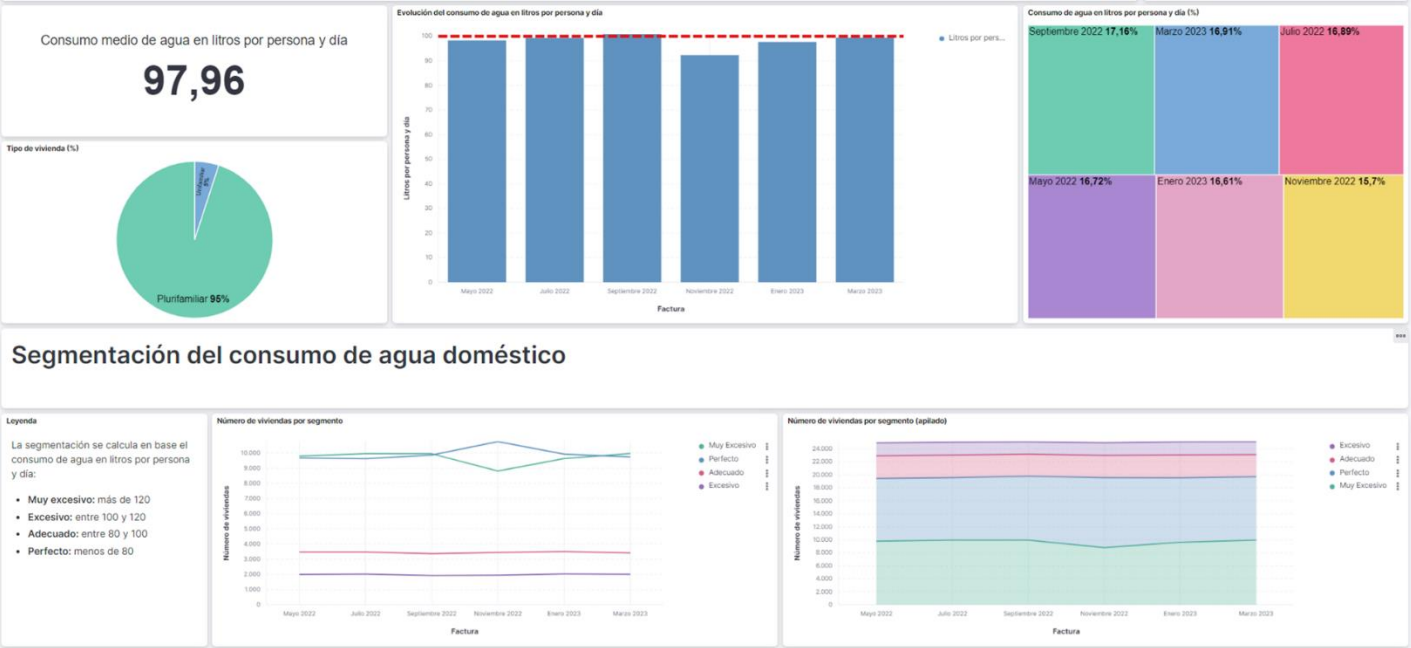 Consumo medio de agua en litros por persona y día
97,96
Tipo de vivienda (%)
Unifamiliar
5%
Plurifamiliar 95%
Evolución del consumo de agua en litros por persona y día
Litros por pers...
Litros por persona y día
100
90
80
70
60
50
40
30
20
10
0
Mayo 2022
Julio 2022
Septiembre 2022
Noviembre 2022
Enero 2023
Marzo 2023
Factura
Consumo de agua en litros por persona y día (%)
Septiembre 2022 17,16%
Marzo 2023 16,91%
Julio 2022 16,89%
Mayo 2022 16,72%
Enero 2023 16,61%
Noviembre 2022 15,7%
Segmentación del consumo de agua doméstico
Leyenda
La segmentación se calcula en base el
consumo de agua en litros por persona
y día:
• Muy excesivo: más de 120
• Excesivo: entre 100 y 120
• Adecuado: entre 80 y 100
• Perfecto: menos de 80
Número de viviendas por segmento
Número de viviendas
10.000
9.000
8.000
7.000
6.000
5.000
4.000
3.000
2.000
1.000
0
Mayo 2022
Julio 2022
Septiembre 2022
Noviembre 2022
Enero 2023
Marzo 2023
Factura
Muy Excesivo
Perfecto
Adecuado
Excesivo
Número de viviendas por segmento (apilado)
Número de viviendas
24.000
22.000
20.000
18.000
16.000
14.000
12.000
10.000
8.000
6.000
4.000
2.000
0
Mayo 2022
Julio 2022
Septiembre 2022
Noviembre 2022
Enero 2023
Marzo 2023
Factura
Excesivo
Adecuado
Perfecto
Muy Excesivo